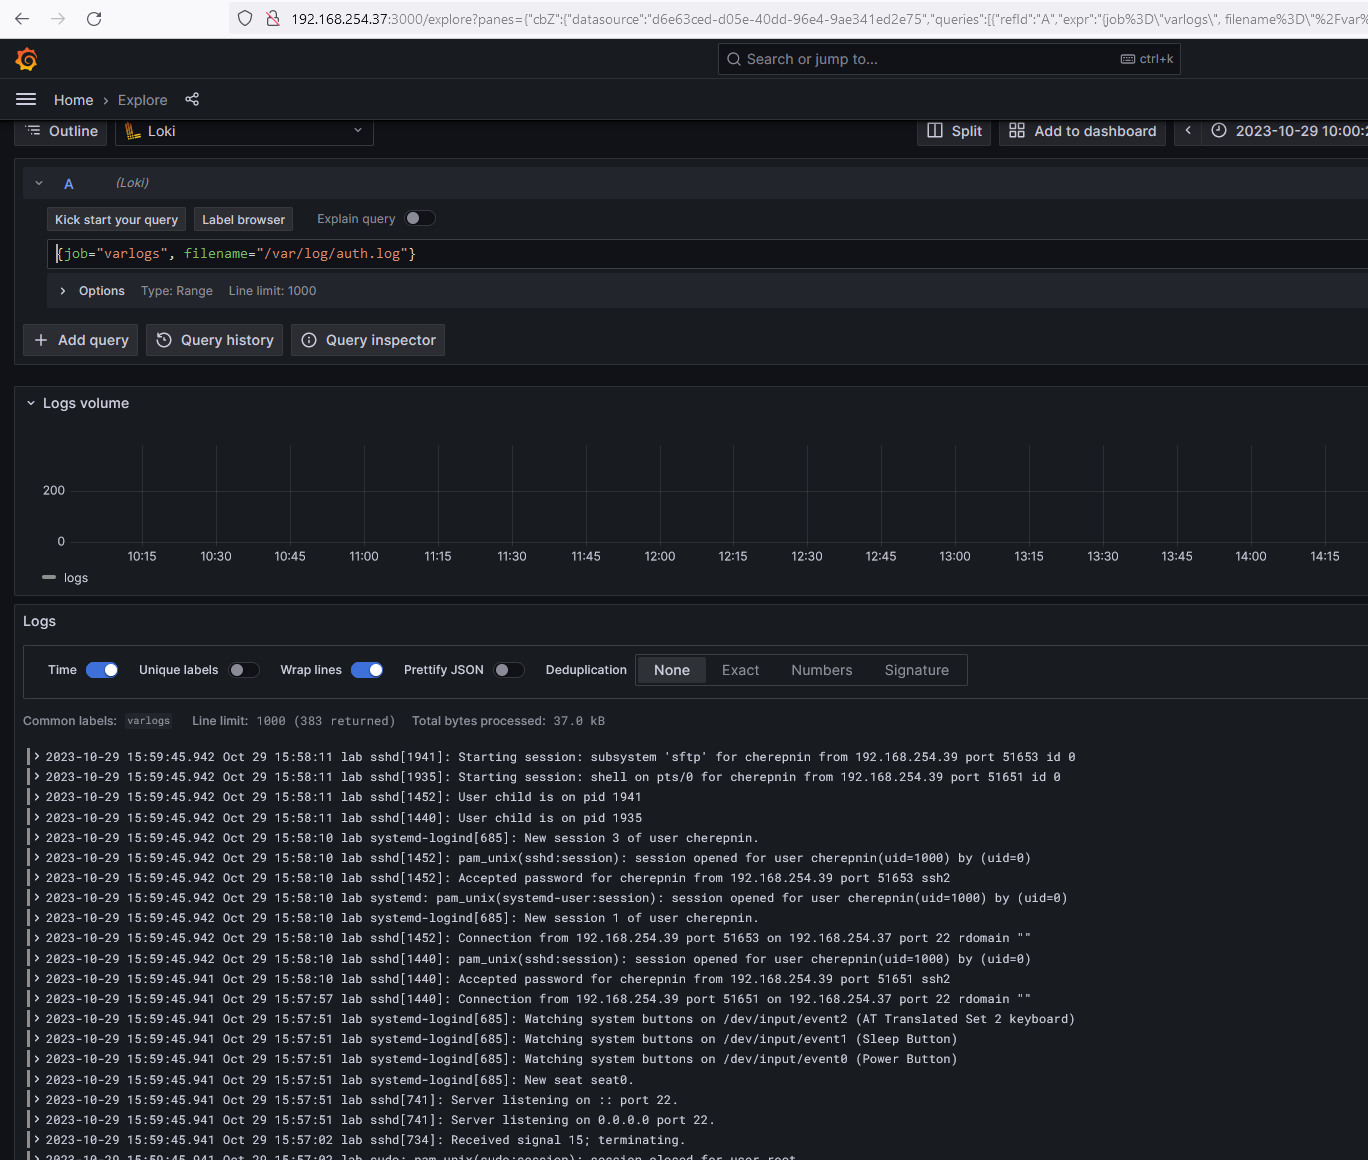 192.168.254.37:3000/explore?panes={"cbZ":{"datasource":"d6e63ced-d05e-40dd-96e4-9ae341ed2e75","queries":[{"refId":"A","expr":"{job%3D\"varlogs\", filename%3D\"%2Fvar%
Search or jump to... ctrl+k
Home › Explore
Outline Loki Split Add to dashboard 2023-10-29 10:00:2
A (Loki)
Kick start your query Label browser Explain query
{job="varlogs", filename="/var/log/auth.log"}
Options Type: Range Line limit: 1000
+ Add query Query history Query inspector
Logs volume
200
0
10:15 10:30 10:45 11:00 11:15 11:30 11:45 12:00 12:15 12:30 12:45 13:00 13:15 13:30 13:45 14:00 14:15
logs
Logs
Time Unique labels Wrap lines Prettify JSON Deduplication None Exact Numbers Signature
Common labels: varlogs Line limit: 1000 (383 returned) Total bytes processed: 37.0 kB
> 2023-10-29 15:59:45.942 Oct 29 15:58:11 lab sshd[1941]: Starting session: subsystem 'sftp' for cherepnin from 192.168.254.39 port 51653 id 0
> 2023-10-29 15:59:45.942 Oct 29 15:58:11 lab sshd[1935]: Starting session: shell on pts/0 for cherepnin from 192.168.254.39 port 51651 id 0
> 2023-10-29 15:59:45.942 Oct 29 15:58:11 lab sshd[1452]: User child is on pid 1941
> 2023-10-29 15:59:45.942 Oct 29 15:58:11 lab sshd[1440]: User child is on pid 1935
> 2023-10-29 15:59:45.942 Oct 29 15:58:10 lab systemd-logind[685]: New session 3 of user cherepnin.
> 2023-10-29 15:59:45.942 Oct 29 15:58:10 lab sshd[1452]: pam_unix(sshd:session): session opened for user cherepnin(uid=1000) by (uid=0)
> 2023-10-29 15:59:45.942 Oct 29 15:58:10 lab sshd[1452]: Accepted password for cherepnin from 192.168.254.39 port 51653 ssh2
> 2023-10-29 15:59:45.942 Oct 29 15:58:10 lab systemd: pam_unix(systemd-user:session): session opened for user cherepnin(uid=1000) by (uid=0)
> 2023-10-29 15:59:45.942 Oct 29 15:58:10 lab systemd-logind[685]: New session 1 of user cherepnin.
> 2023-10-29 15:59:45.942 Oct 29 15:58:10 lab sshd[1452]: Connection from 192.168.254.39 port 51653 on 192.168.254.37 port 22 rdomain ""
> 2023-10-29 15:59:45.942 Oct 29 15:58:10 lab sshd[1440]: pam_unix(sshd:session): session opened for user cherepnin(uid=1000) by (uid=0)
> 2023-10-29 15:59:45.941 Oct 29 15:58:10 lab sshd[1440]: Accepted password for cherepnin from 192.168.254.39 port 51651 ssh2
> 2023-10-29 15:59:45.941 Oct 29 15:57:57 lab sshd[1440]: Connection from 192.168.254.39 port 51651 on 192.168.254.37 port 22 rdomain ""
> 2023-10-29 15:59:45.941 Oct 29 15:57:51 lab systemd-logind[685]: Watching system buttons on /dev/input/event2 (AT Translated Set 2 keyboard)
> 2023-10-29 15:59:45.941 Oct 29 15:57:51 lab systemd-logind[685]: Watching system buttons on /dev/input/event1 (Sleep Button)
> 2023-10-29 15:59:45.941 Oct 29 15:57:51 lab systemd-logind[685]: Watching system buttons on /dev/input/event0 (Power Button)
> 2023-10-29 15:59:45.941 Oct 29 15:57:51 lab systemd-logind[685]: New seat seat0.
> 2023-10-29 15:59:45.941 Oct 29 15:57:51 lab sshd[741]: Server listening on :: port 22.
> 2023-10-29 15:59:45.941 Oct 29 15:57:51 lab sshd[741]: Server listening on 0.0.0.0 port 22.
> 2023-10-29 15:59:45.941 Oct 29 15:57:02 lab sshd[734]: Received signal 15; terminating.
> 2023-10-29 15:59:45.941 Oct 29 15:57:02 lab sudo: pam_unix(sudo:session): session closed for user root